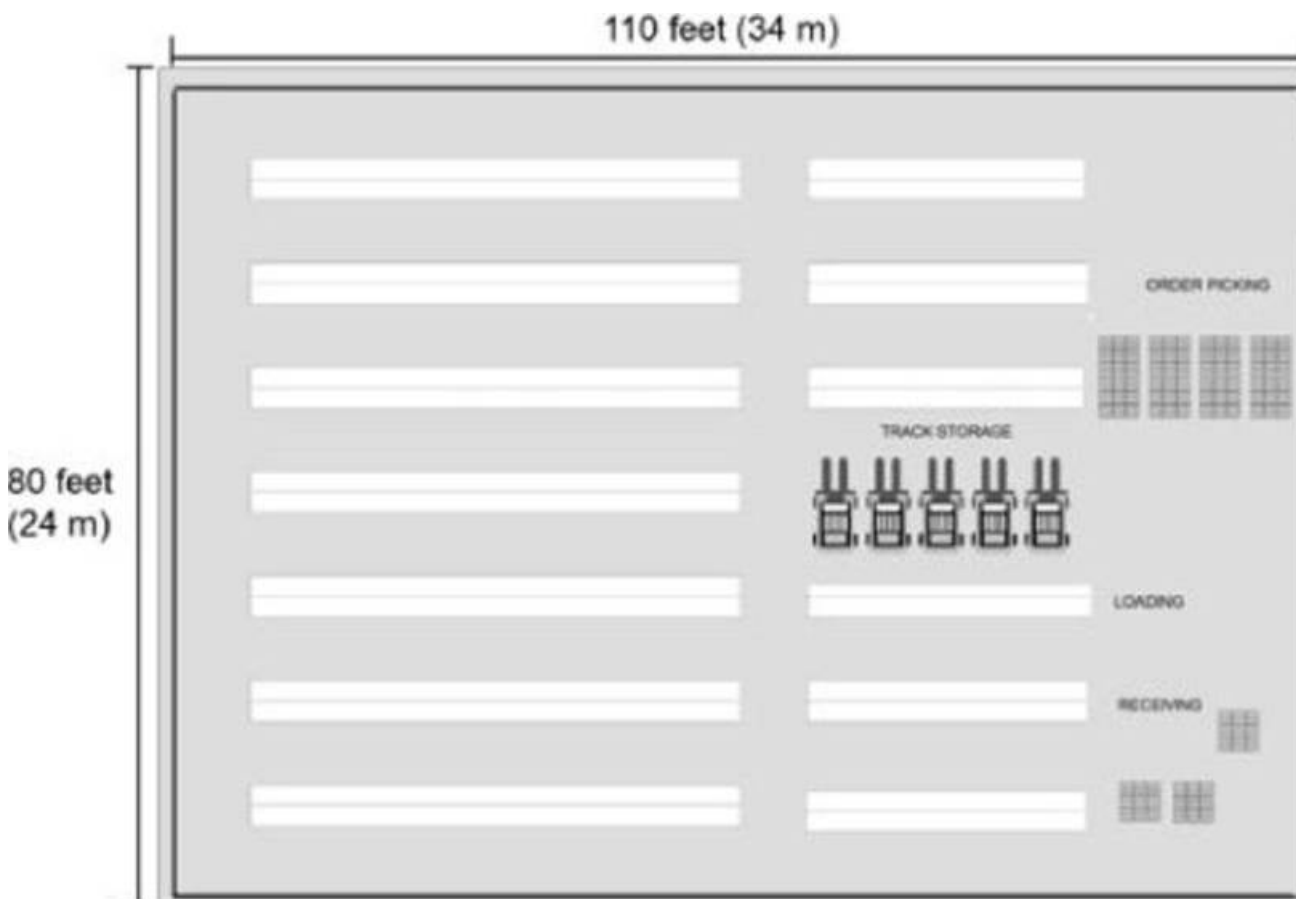 110 feet (34 m)
ORDER PICKING
TRACK STORAGE
80 feet
(24 m)
LOADING
RECEIVING